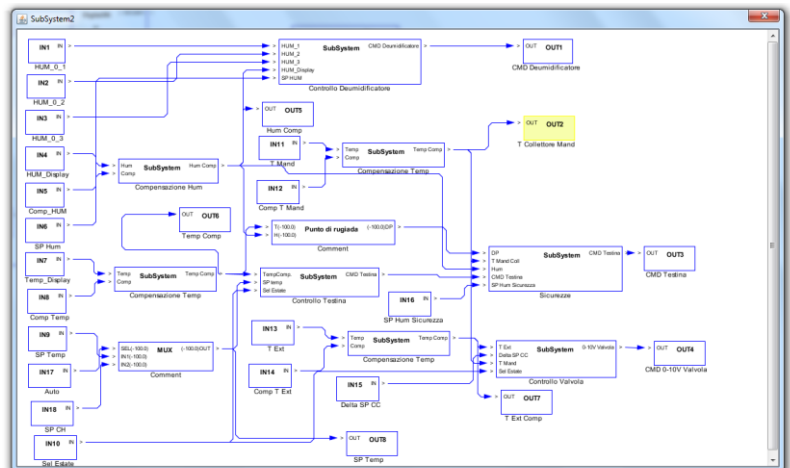 SubSystem2
IN1 IN
HUM_0_1
IN2 IN
HUM_0_2
IN3 IN
HUM_0_3
IN4 IN
HUM_Display
IN5 IN
Comp_HUM
IN6 IN
SP Hum
IN7 IN
Temp_Display
IN8 IN
Comp Temp
IN9 IN
SP Temp
IN17 IN
Auto
IN18 IN
SP CH
IN10 IN
Sel Estate
HUM_1 SubSystem CMD Deumidificatore
HUM_2
HUM_3
HUM_Display
SP HUM
Controllo Deumidificatore
OUT OUT1
CMD Deumidificatore
OUT OUT5
Hum Comp
IN11 IN
T Mand
IN12 IN
Comp T Mand
Temp SubSystem Temp Comp
Comp
Compensazione Temp
OUT OUT2
T Collettore Mand
Hum SubSystem Hum Comp
Comp
Compensazione Hum
OUT OUT6
Temp Comp
T(-100.0) Punto di rugiada (-100.0)DP
H(-100.0)
Comment
Temp SubSystem Temp Comp
Comp
Compensazione Temp
TempComp SubSystem CMD Testina
SP temp
Sel Estate
Controllo Testina
DP SubSystem CMD Testina
T Mand Coll
Hum
CMD Testina
SP Hum Sicurezza
Sicurezze
OUT OUT3
CMD Testina
IN16 IN
SP Hum Sicurezza
IN13 IN
T Ext
IN14 IN
Comp T Ext
Temp SubSystem Temp Comp
Comp
Compensazione Temp
SEL(-100.0) MUX (-100.0)OUT
IN1(-100.0)
IN2(-100.0)
Comment
IN15 IN
Delta SP CC
T Ext SubSystem 0-10V Valvola
Delta SP CC
T Mand
Sel Estate
Controllo Valvola
OUT OUT4
CMD 0-10V Valvola
OUT OUT7
T Ext Comp
OUT OUT8
SP Temp